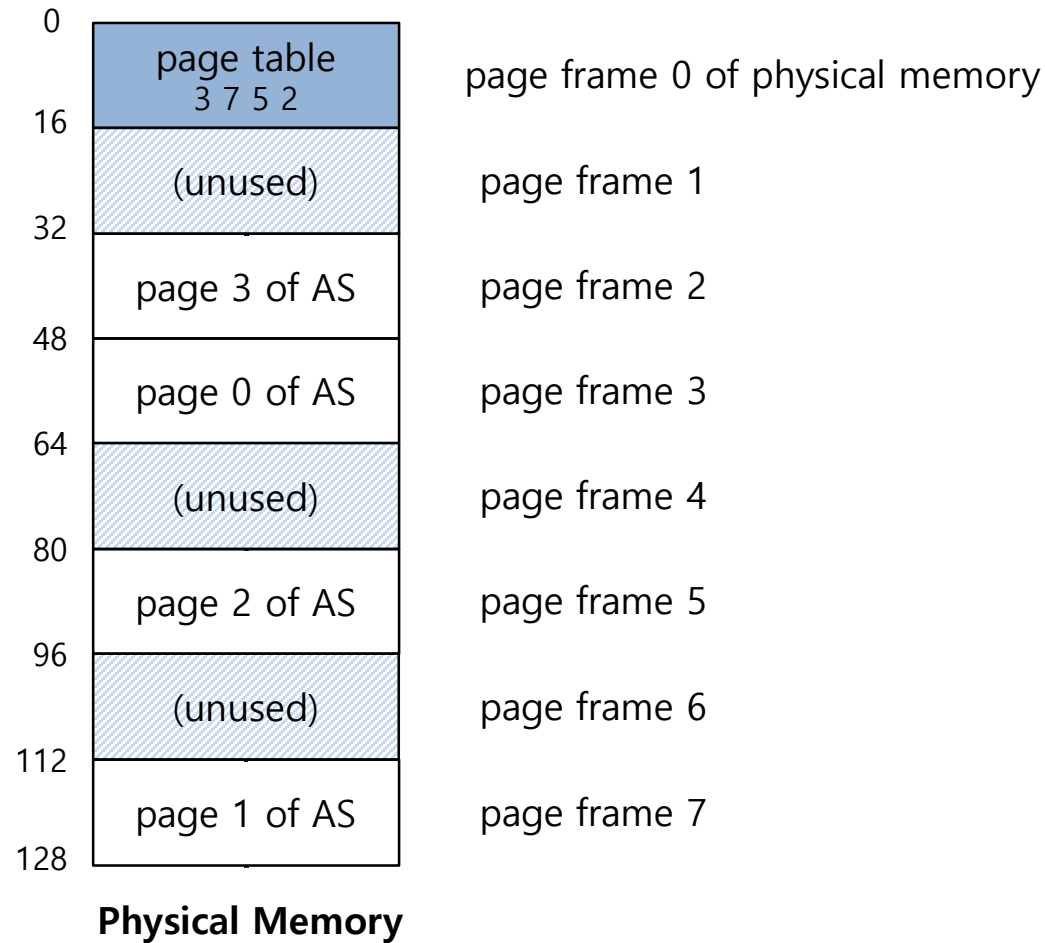 0
page table
3 7 5 2
page frame 0 of physical memory
16
(unused)
page frame 1
32
page 3 of AS
page frame 2
48
page 0 of AS
page frame 3
64
(unused)
page frame 4
80
page 2 of AS
page frame 5
96
(unused)
page frame 6
112
page 1 of AS
page frame 7
128
Physical Memory